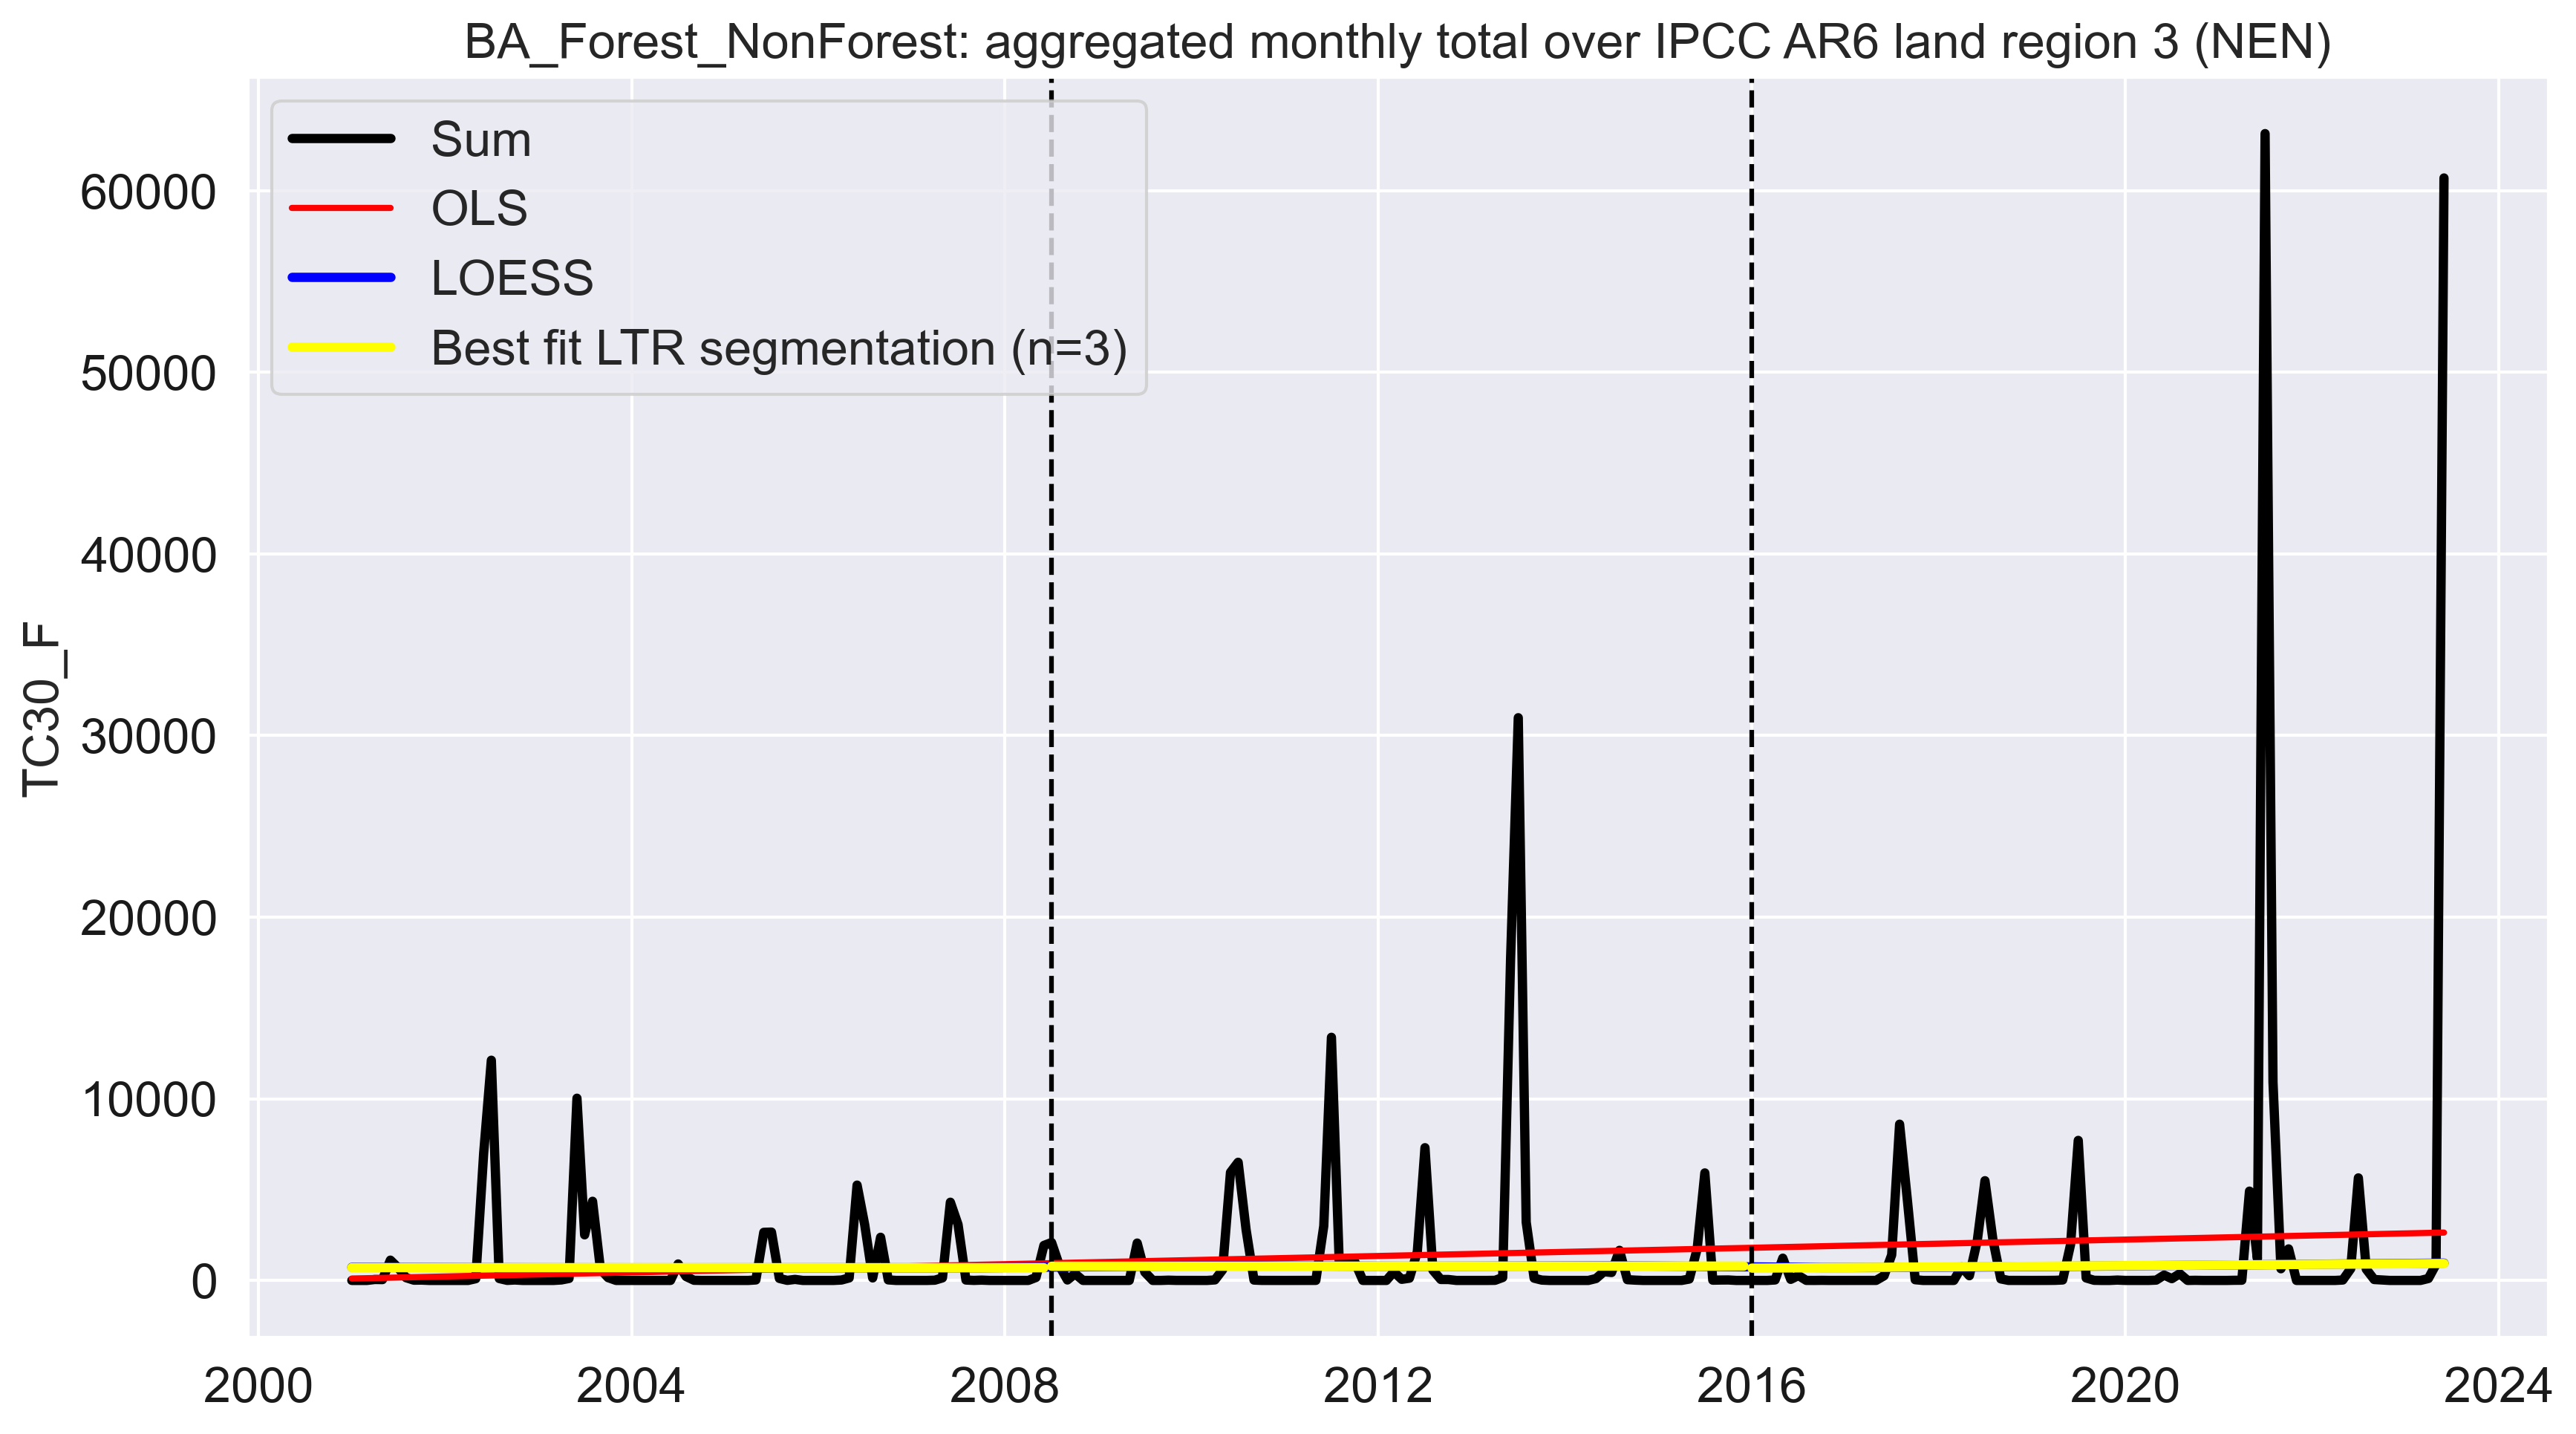 BA_Forest_NonForest: aggregated monthly total over IPCC AR6 land region 3 (NEN)
Sum
OLS
LOESS
Best fit LTR segmentation (n=3)
TC30_F
60000
50000
40000
30000
20000
10000
0
2000 2004 2008 2012 2016 2020 2024